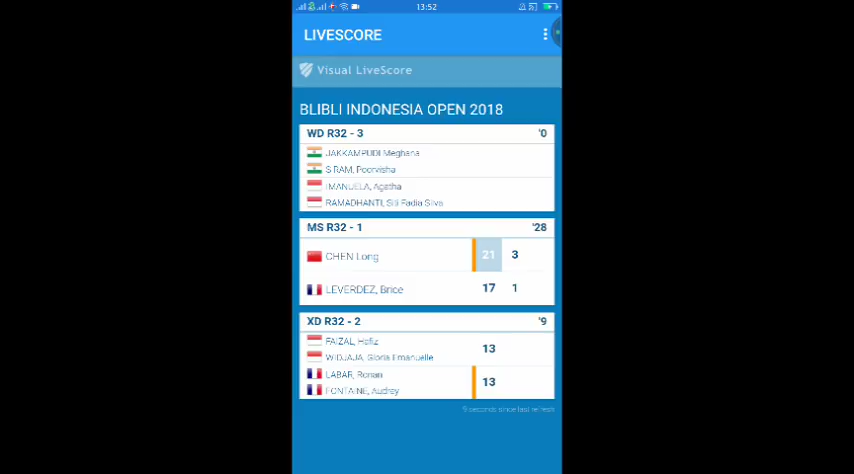 13:52
LIVESCORE
Visual LiveScore
BLIBLI INDONESIA OPEN 2018
WD R32 - 3 '0
JAKKAMPUDI Meghana
S RAM, Poorvisha
IMANUELA, Agatha
RAMADHANTI, Siti Fadia Silva
MS R32 - 1 '28
CHEN Long 21 3
LEVERDEZ, Brice 17 1
XD R32 - 2 '9
FAIZAL, Hafiz
WIDJAJA, Gloria Emanuelle
13
LABAR, Ronan
FONTAINE, Audrey
13
9 seconds since last refresh